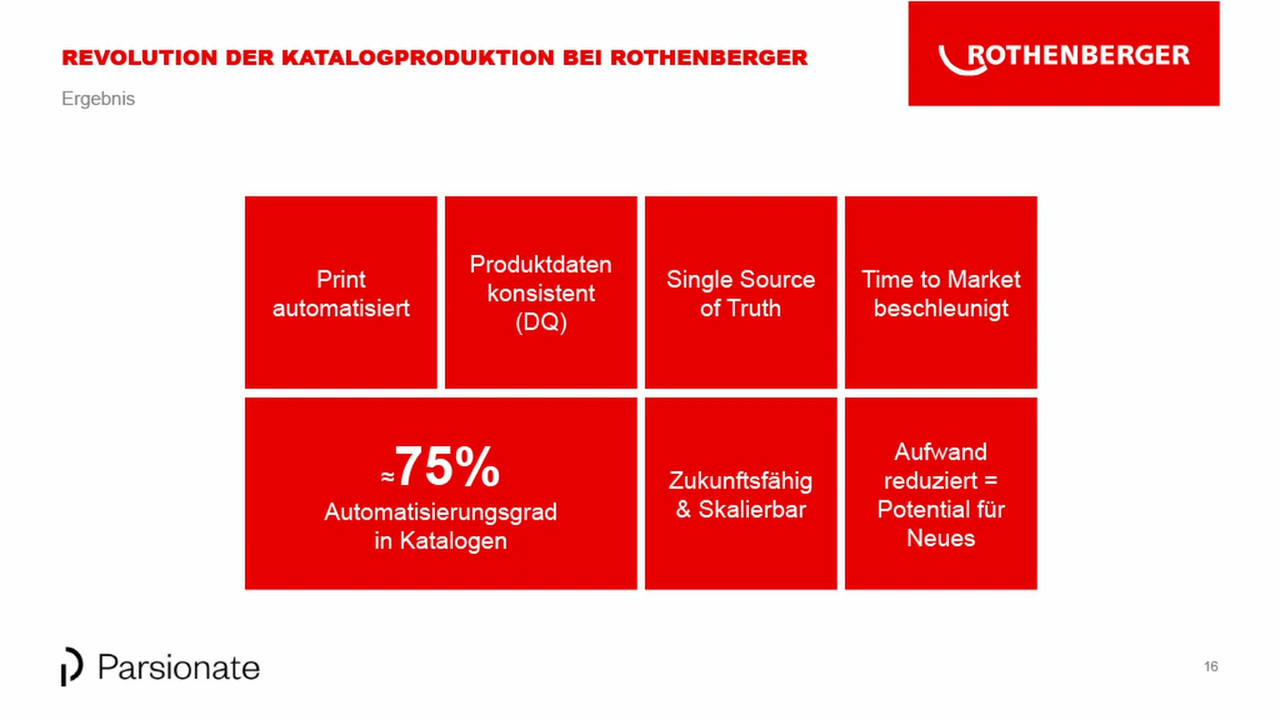 REVOLUTION DER KATALOGPRODUKTION BEI ROTHENBERGER
ROTHENBERGER
Ergebnis
Print
automatisiert
Produktdaten
konsistent
(DQ)
Single Source
of Truth
Time to Market
beschleunigt
≈75%
Automatisierungsgrad
in Katalogen
Zukunftsfähig
& Skalierbar
Aufwand
reduziert =
Potential für
Neues
Parsionate
16